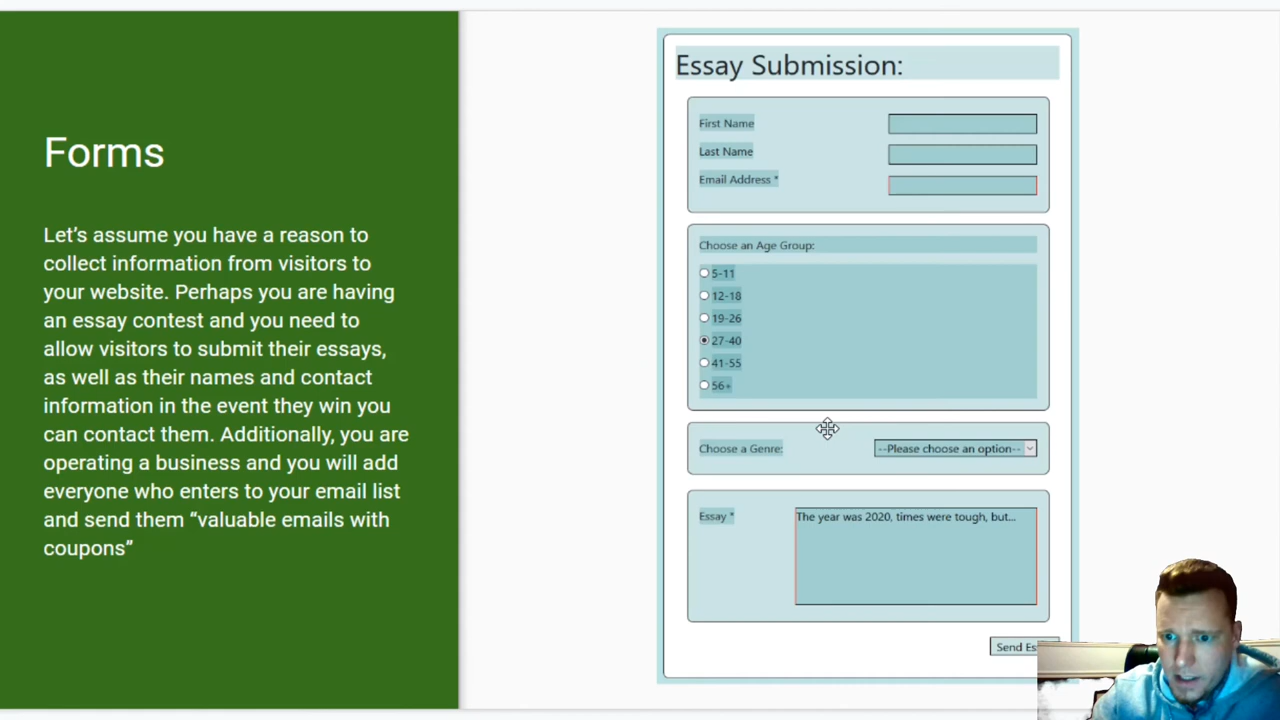 Forms
Let’s assume you have a reason to
collect information from visitors to
your website. Perhaps you are having
an essay contest and you need to
allow visitors to submit their essays,
as well as their names and contact
information in the event they win you
can contact them. Additionally, you are
operating a business and you will add
everyone who enters to your email list
and send them “valuable emails with
coupons”
Essay Submission:
First Name
Last Name
Email Address *
Choose an Age Group:
5-11
12-18
19-26
27-40
41-55
56+
Choose a Genre: --Please choose an option--
Essay * The year was 2020, times were tough, but...
Send